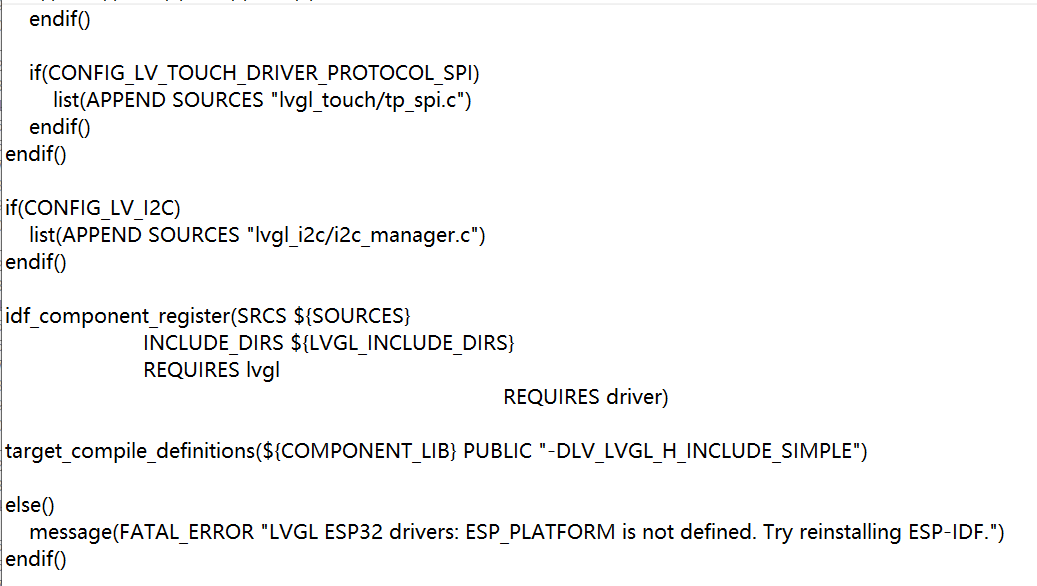 endif()
if(CONFIG_LV_TOUCH_DRIVER_PROTOCOL_SPI)
list(APPEND SOURCES "lvgl_touch/tp_spi.c")
endif()
endif()
if(CONFIG_LV_I2C)
list(APPEND SOURCES "lvgl_i2c/i2c_manager.c")
endif()
idf_component_register(SRCS ${SOURCES}
INCLUDE_DIRS ${LVGL_INCLUDE_DIRS}
REQUIRES lvgl
REQUIRES driver)
target_compile_definitions(${COMPONENT_LIB} PUBLIC "-DLV_LVGL_H_INCLUDE_SIMPLE")
else()
message(FATAL_ERROR "LVGL ESP32 drivers: ESP_PLATFORM is not defined. Try reinstalling ESP-IDF.")
endif()